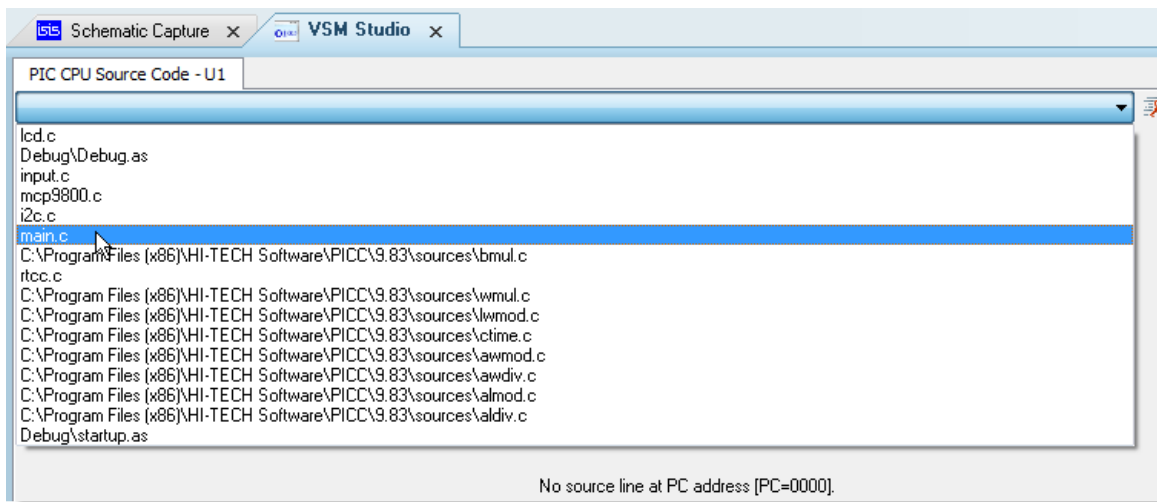 isis Schematic Capture x VSM Studio x
PIC CPU Source Code - U1
lcd.c
Debug\Debug.as
input.c
mcp9800.c
i2c.c
main.c
C:\Program Files (x86)\HI-TECH Software\PICC\9.83\sources\bmul.c
rtcc.c
C:\Program Files (x86)\HI-TECH Software\PICC\9.83\sources\wmul.c
C:\Program Files (x86)\HI-TECH Software\PICC\9.83\sources\lwmod.c
C:\Program Files (x86)\HI-TECH Software\PICC\9.83\sources\ctime.c
C:\Program Files (x86)\HI-TECH Software\PICC\9.83\sources\awmod.c
C:\Program Files (x86)\HI-TECH Software\PICC\9.83\sources\awdiv.c
C:\Program Files (x86)\HI-TECH Software\PICC\9.83\sources\almod.c
C:\Program Files (x86)\HI-TECH Software\PICC\9.83\sources\aldiv.c
Debug\startup.as
No source line at PC address [PC=0000].